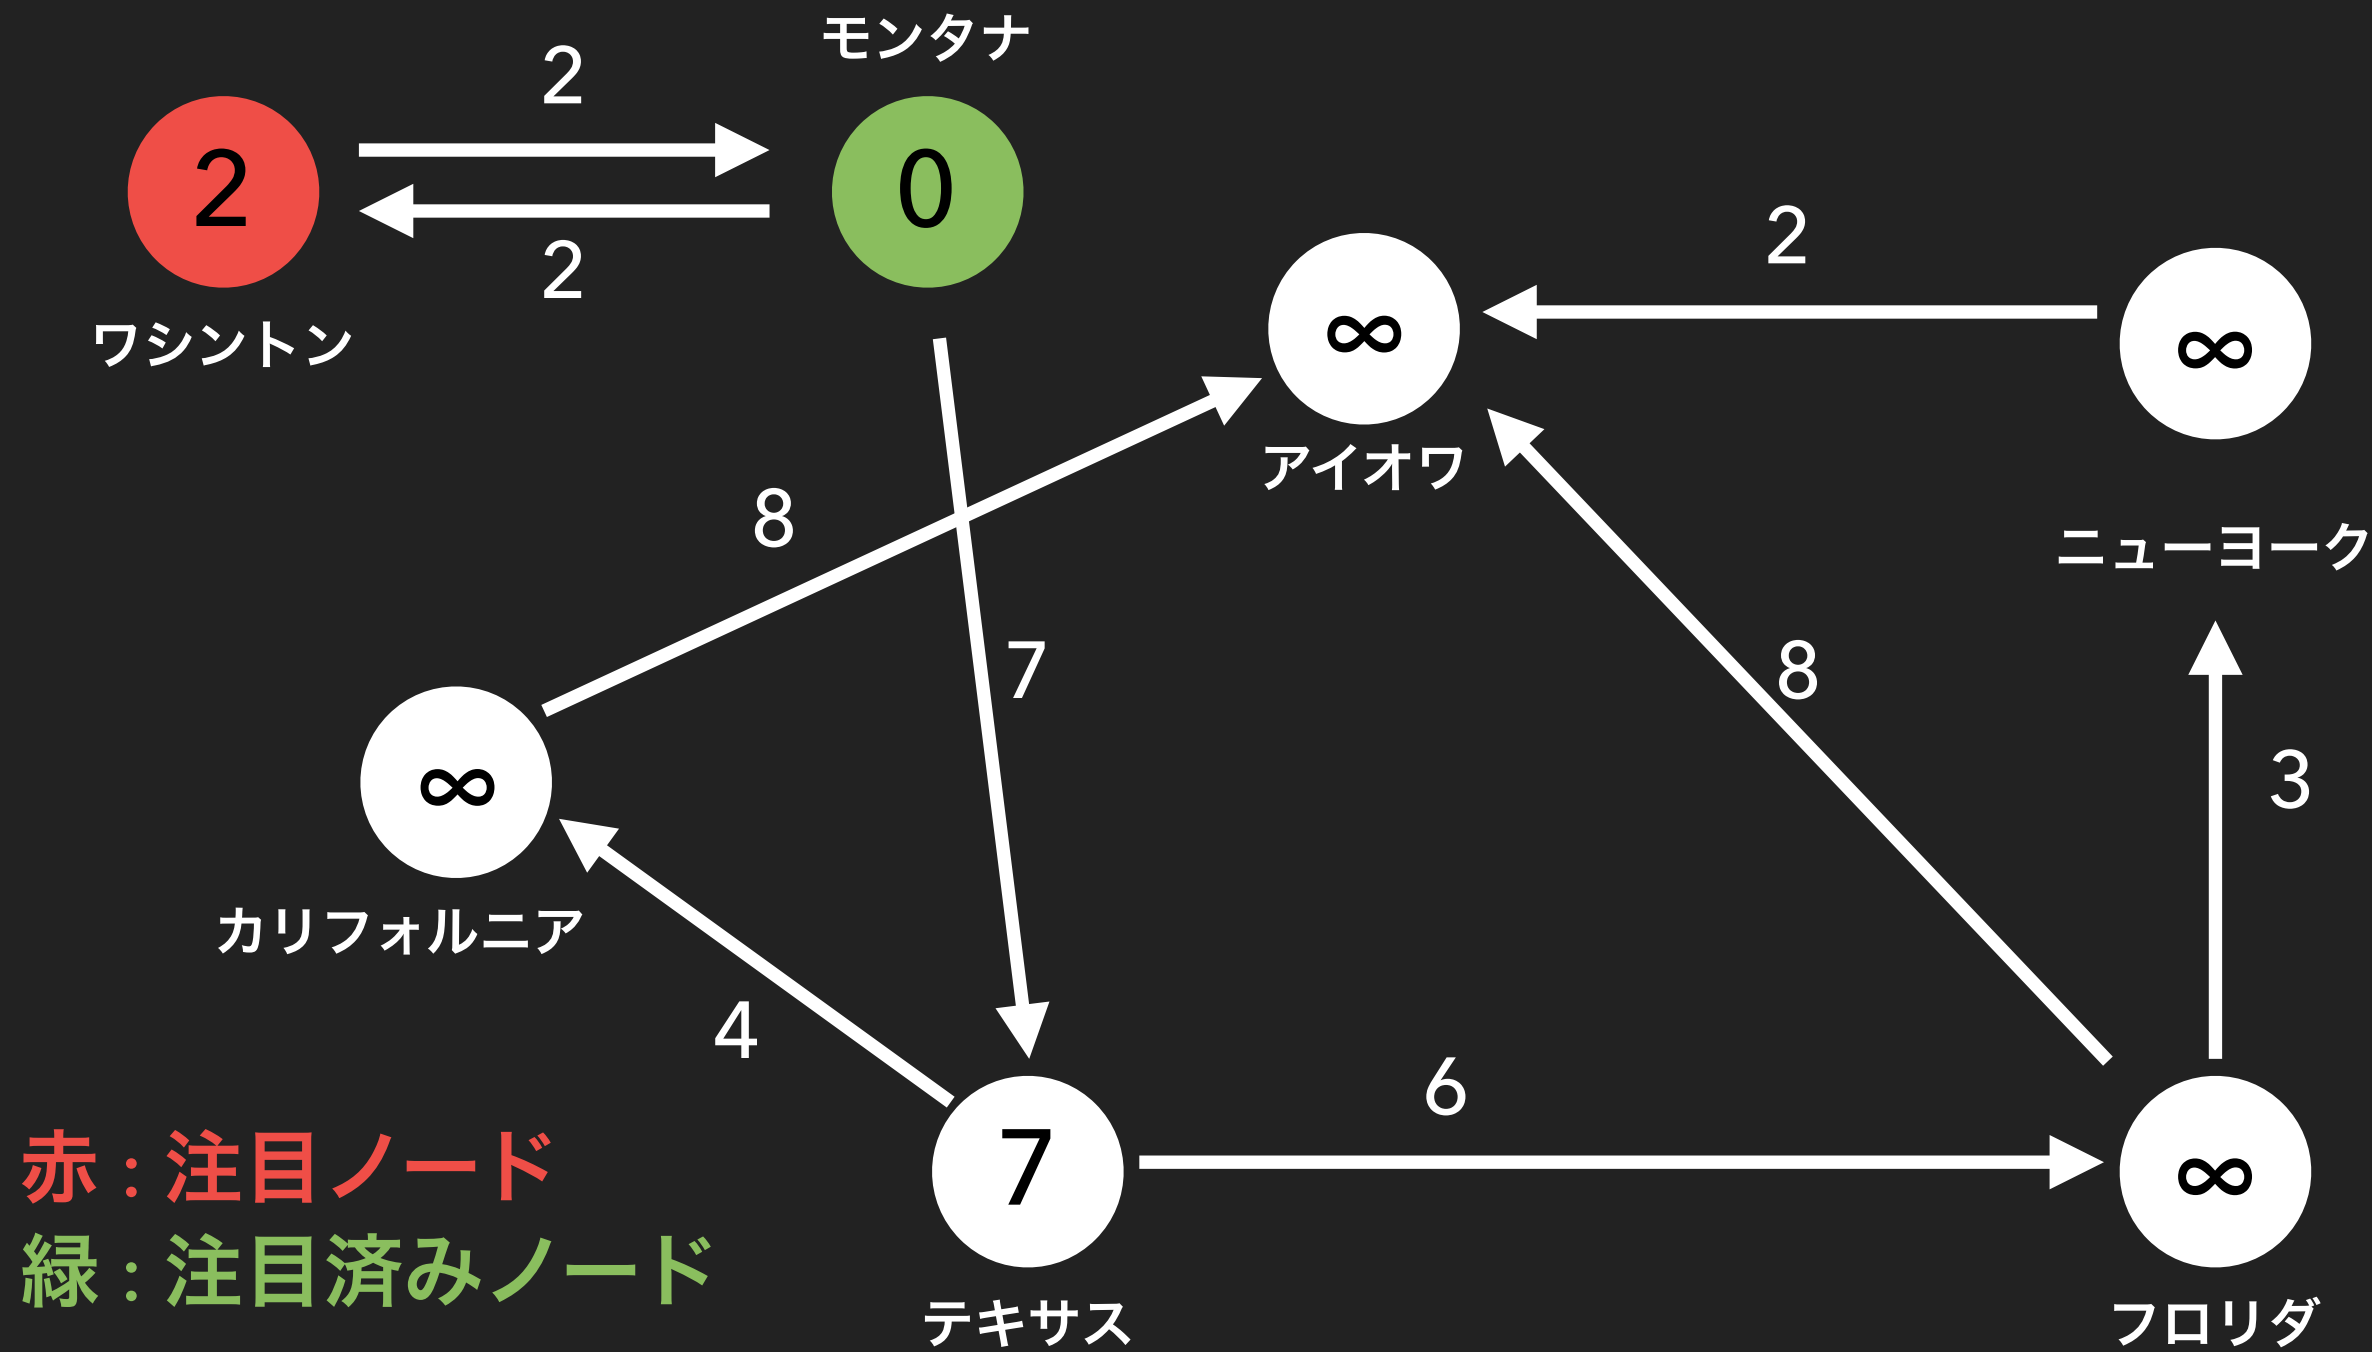 モンタナ
2
2
0
2
ワシントン
2
∞
∞
アイオワ
ニューヨーク
8
7
8
3
∞
カリフォルニア
4
6
7
∞
赤：注目ノード
緑：注目済みノード
テキサス
フロリダ